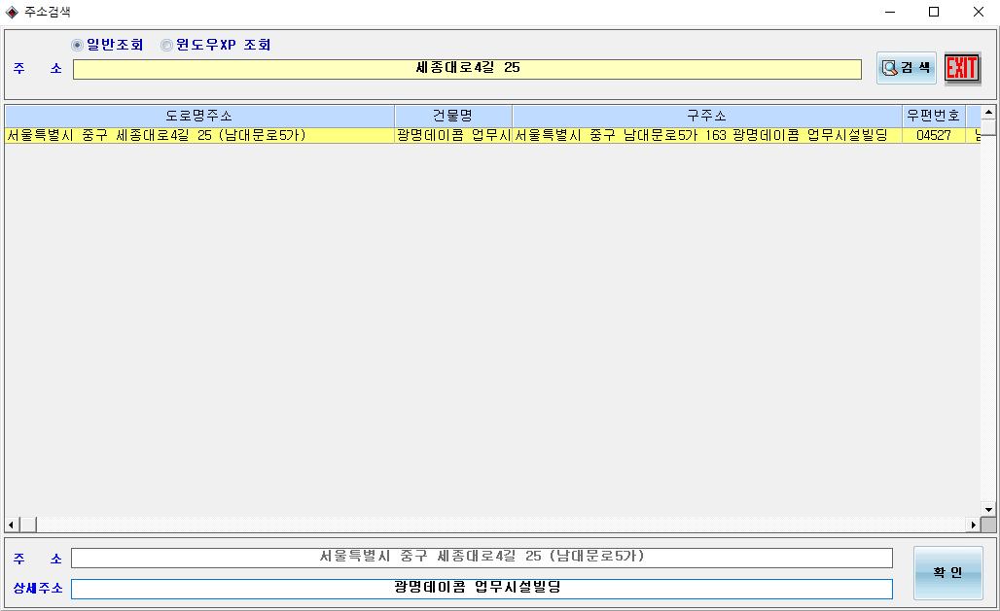 주소검색
일반조회 윈도우XP 조회
주 소 세종대로4길 25 검 색 EXIT
도로명주소 건물명 구주소 우편번호
서울특별시 중구 세종대로4길 25 (남대문로5가) 광명데이콤 업무시 서울특별시 중구 남대문로5가 163 광명데이콤 업무시설빌딩 04527
주 소 서울특별시 중구 세종대로4길 25 (남대문로5가)
상세주소 광명데이콤 업무시설빌딩 확 인